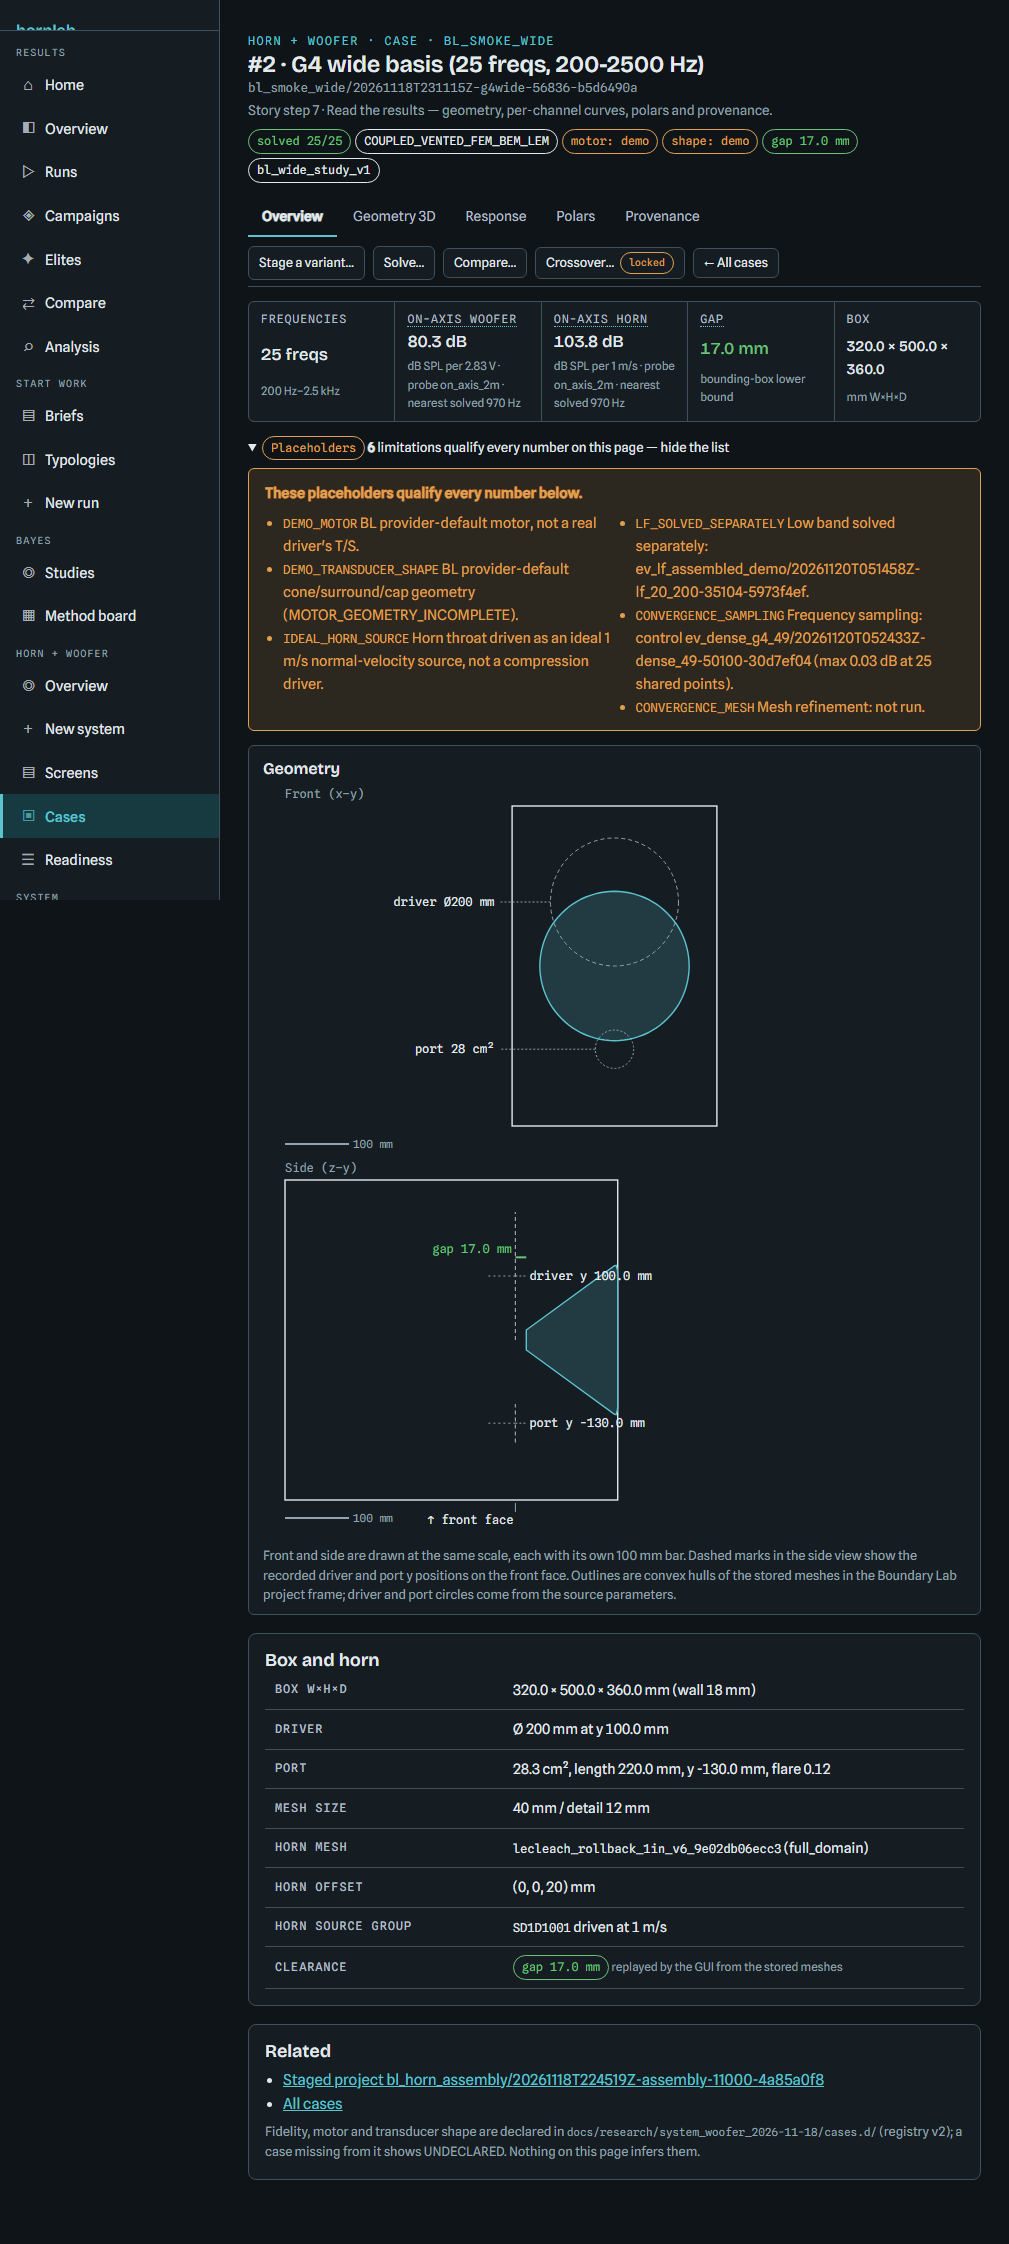 hornlab
RESULTS
Home
Overview
Runs
Campaigns
Elites
Compare
Analysis
START WORK
Briefs
Typologies
+ New run
BAYES
Studies
Method board
HORN + WOOFER
Overview
+ New system
Screens
Cases
Readiness
SYSTEM
HORN + WOOFER · CASE · BL_SMOKE_WIDE
#2 · G4 wide basis (25 freqs, 200-2500 Hz)
bl_smoke_wide/20261118T231115Z-g4wide-56836-b5d6490a
Story step 7 · Read the results — geometry, per-channel curves, polars and provenance.
solved 25/25 COUPLED_VENTED_FEM_BEM_LEM motor: demo shape: demo gap 17.0 mm
bl_wide_study_v1
Overview Geometry 3D Response Polars Provenance
Stage a variant... Solve... Compare... Crossover... locked ← All cases
FREQUENCIES
25 freqs
200 Hz–2.5 kHz
ON-AXIS WOOFER
80.3 dB
dB SPL per 2.83 V ·
probe on_axis_2m ·
nearest solved 970 Hz
ON-AXIS HORN
103.8 dB
dB SPL per 1 m/s · probe
on_axis_2m · nearest
solved 970 Hz
GAP
17.0 mm
bounding-box lower
bound
BOX
320.0 × 500.0 ×
360.0
mm W×H×D
▼ Placeholders 6 limitations qualify every number on this page — hide the list
These placeholders qualify every number below.
• DEMO_MOTOR BL provider-default motor, not a real
driver's T/S.
• DEMO_TRANSDUCER_SHAPE BL provider-default
cone/surround/cap geometry
(MOTOR_GEOMETRY_INCOMPLETE).
• IDEAL_HORN_SOURCE Horn throat driven as an ideal 1
m/s normal-velocity source, not a compression
driver.
• LF_SOLVED_SEPARATELY Low band solved
separately:
ev_lf_assembled_demo/20261120T051458Z-
lf_20_200-35104-5973f4ef.
• CONVERGENCE_SAMPLING Frequency sampling:
control ev_dense_g4_49/20261120T052433Z-
dense_49-50100-30d7ef04 (max 0.03 dB at 25
shared points).
• CONVERGENCE_MESH Mesh refinement: not run.
Geometry
Front (x–y)
driver Ø200 mm
port 28 cm²
100 mm
Side (z–y)
gap 17.0 mm
driver y 100.0 mm
port y -130.0 mm
100 mm
↑ front face
Front and side are drawn at the same scale, each with its own 100 mm bar. Dashed marks in the side view show the
recorded driver and port y positions on the front face. Outlines are convex hulls of the stored meshes in the Boundary Lab
project frame; driver and port circles come from the source parameters.
Box and horn
BOX W×H×D 320.0 × 500.0 × 360.0 mm (wall 18 mm)
DRIVER Ø 200 mm at y 100.0 mm
PORT 28.3 cm², length 220.0 mm, y -130.0 mm, flare 0.12
MESH SIZE 40 mm / detail 12 mm
HORN MESH lecleach_rollback_1in_v6_9e02db06ecc3 (full_domain)
HORN OFFSET (0, 0, 20) mm
HORN SOURCE GROUP SD1D1001 driven at 1 m/s
CLEARANCE gap 17.0 mm replayed by the GUI from the stored meshes
Related
• Staged project bl_horn_assembly/20261118T224519Z-assembly-11000-4a85a0f8
• All cases
Fidelity, motor and transducer shape are declared in docs/research/system_woofer_2026-11-18/cases.d/ (registry v2); a
case missing from it shows UNDECLARED. Nothing on this page infers them.